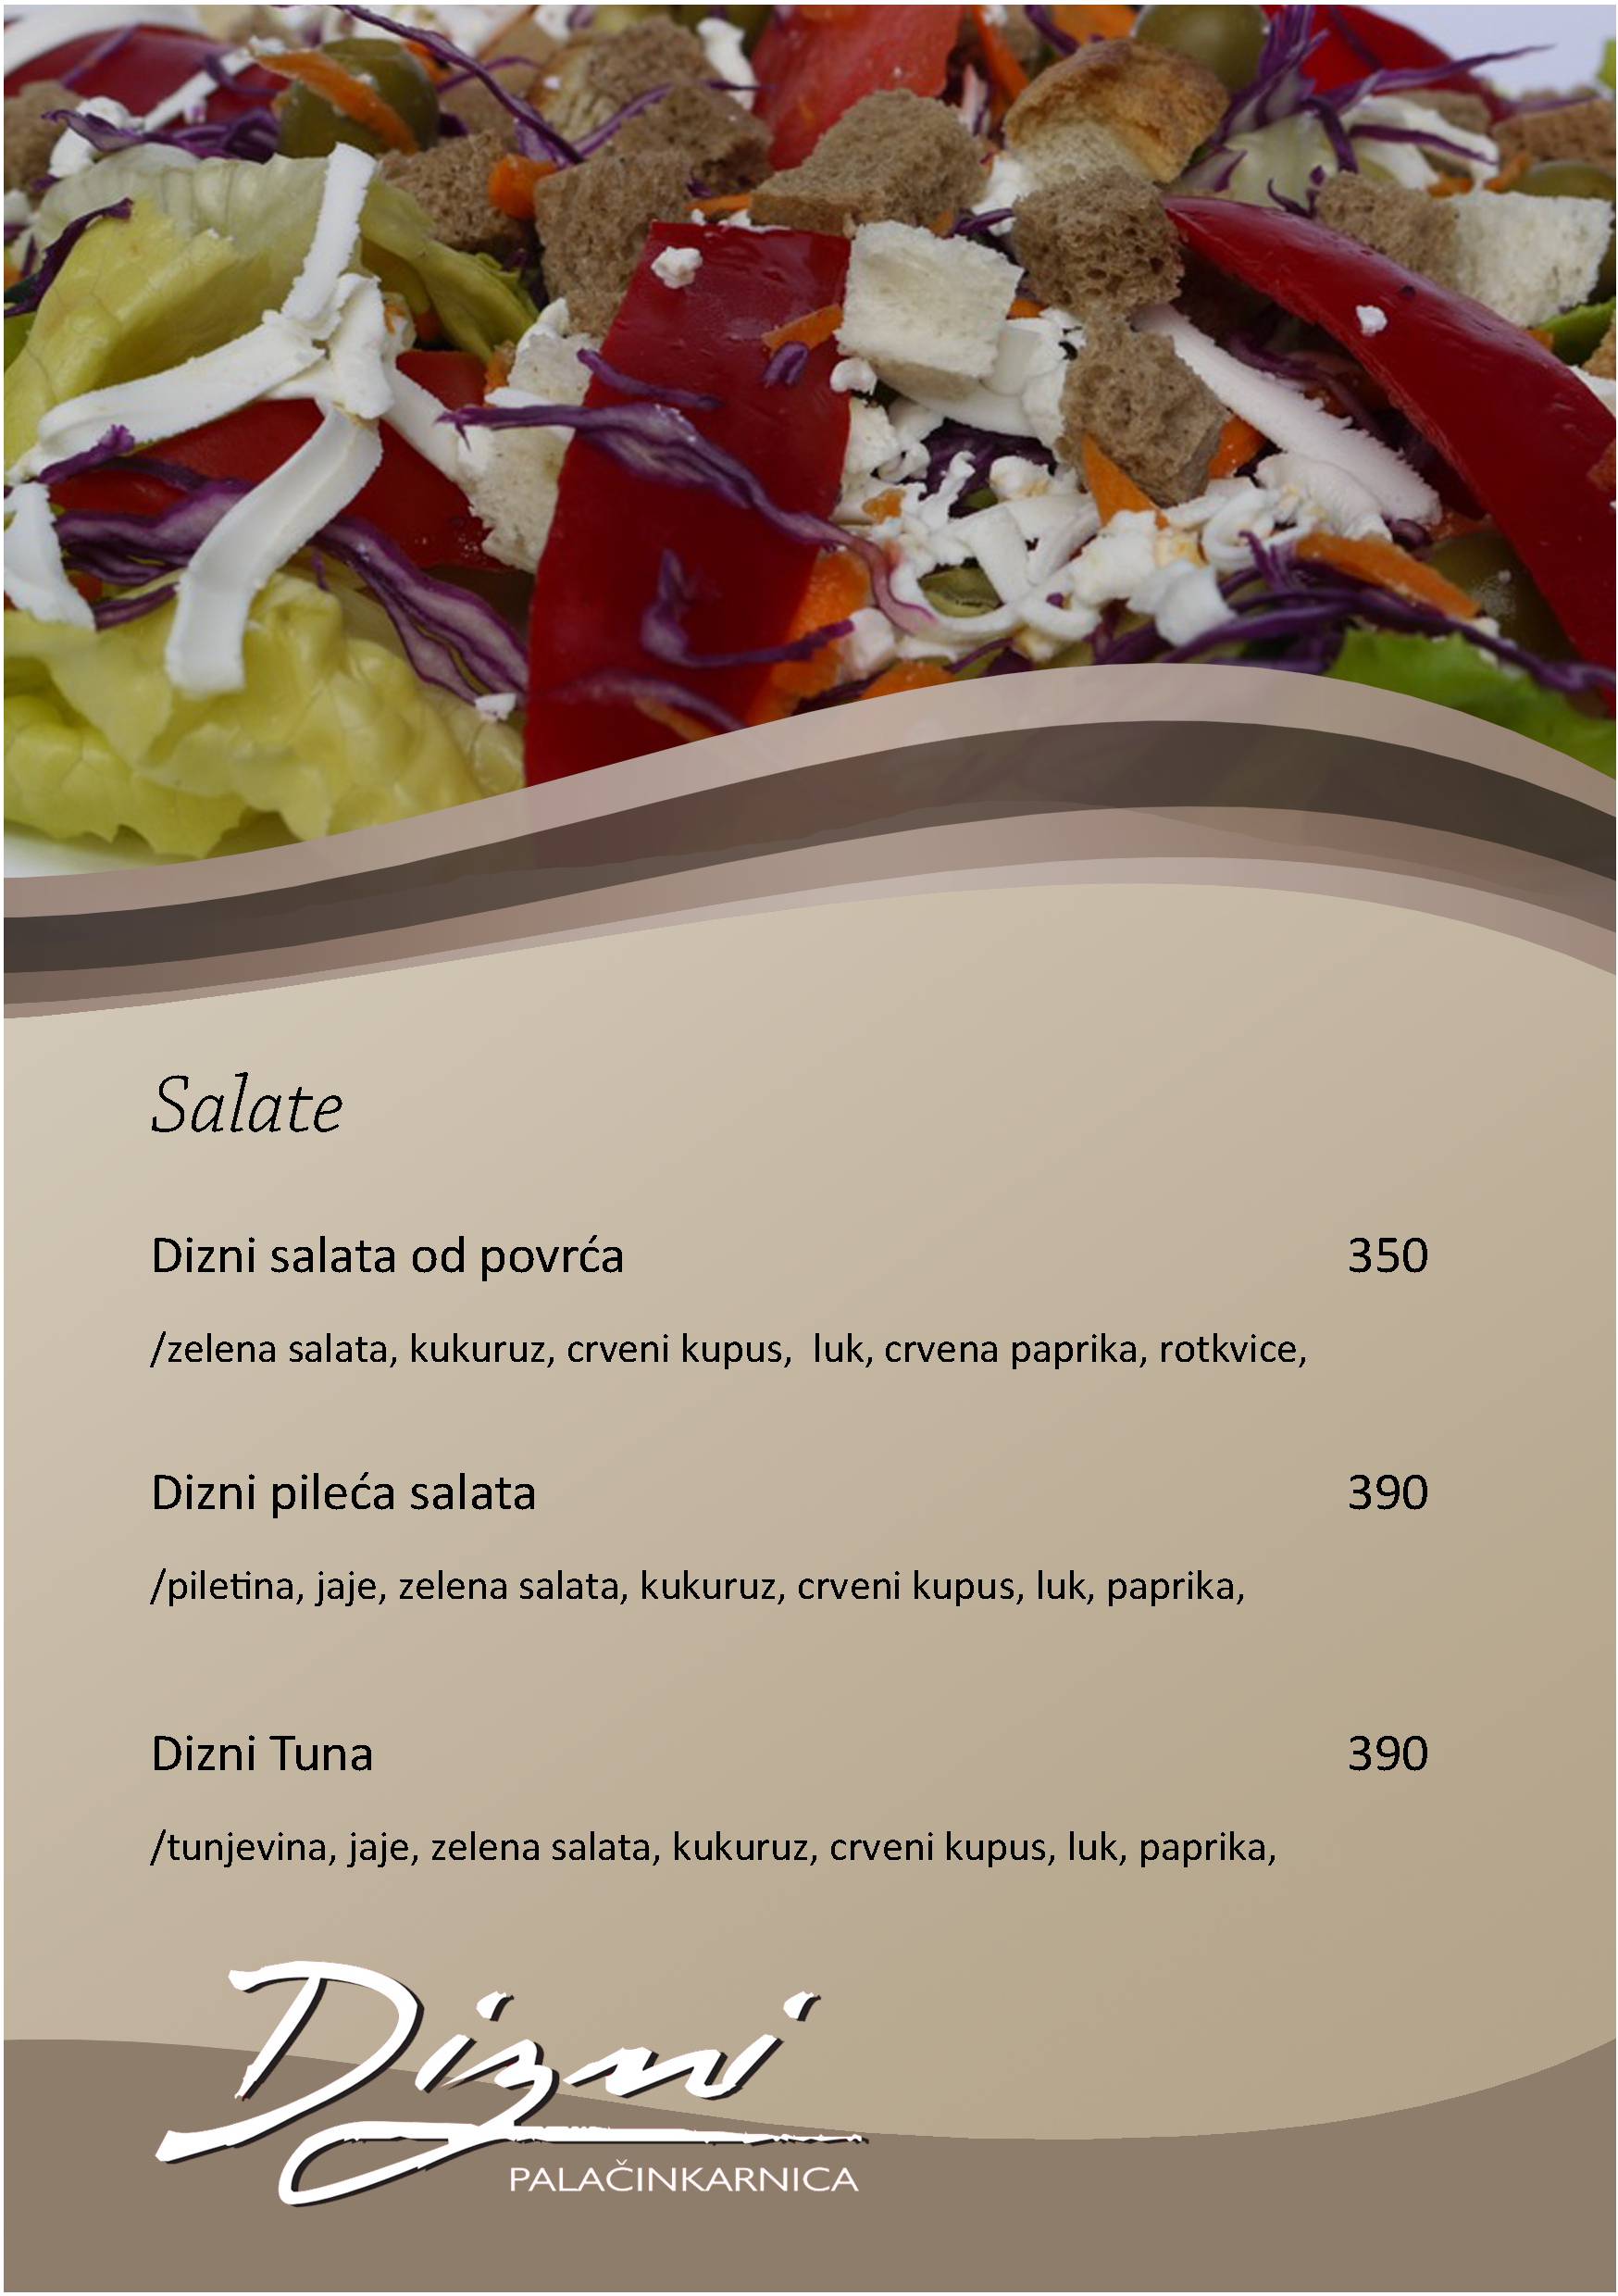 Salate
Dizni salata od povrća 350
/zelena salata, kukuruz, crveni kupus,  luk, crvena paprika, rotkvice,
Dizni pileća salata 390
/piletina, jaje, zelena salata, kukuruz, crveni kupus, luk, paprika,
Dizni Tuna 390
/tunjevina, jaje, zelena salata, kukuruz, crveni kupus, luk, paprika,
Dizni
PALAČINKARNICA